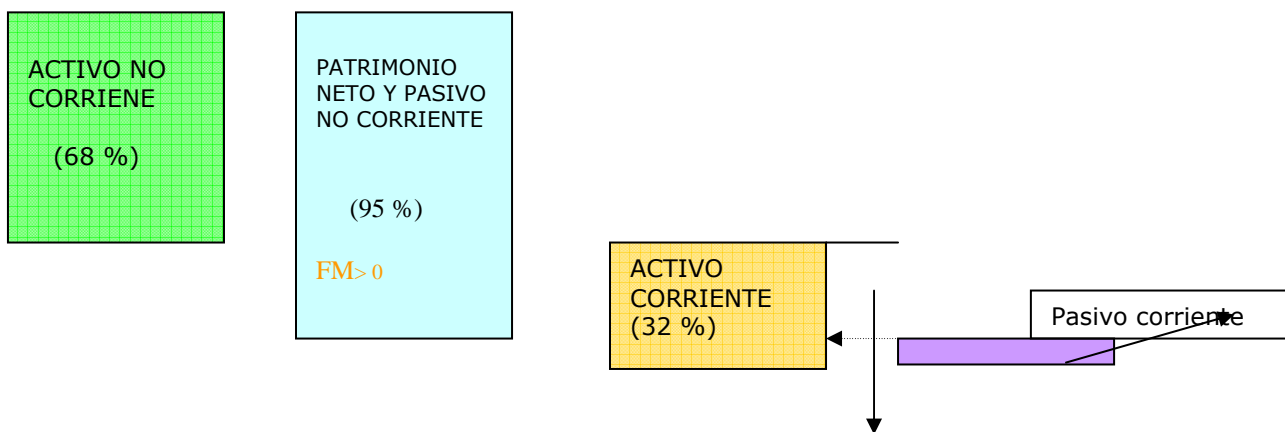 ACTIVO NO
CORRIENE
(68 %)
PATRIMONIO
NETO Y PASIVO
NO CORRIENTE
(95 %)
FM> 0
ACTIVO
CORRIENTE
(32 %)
Pasivo corriente